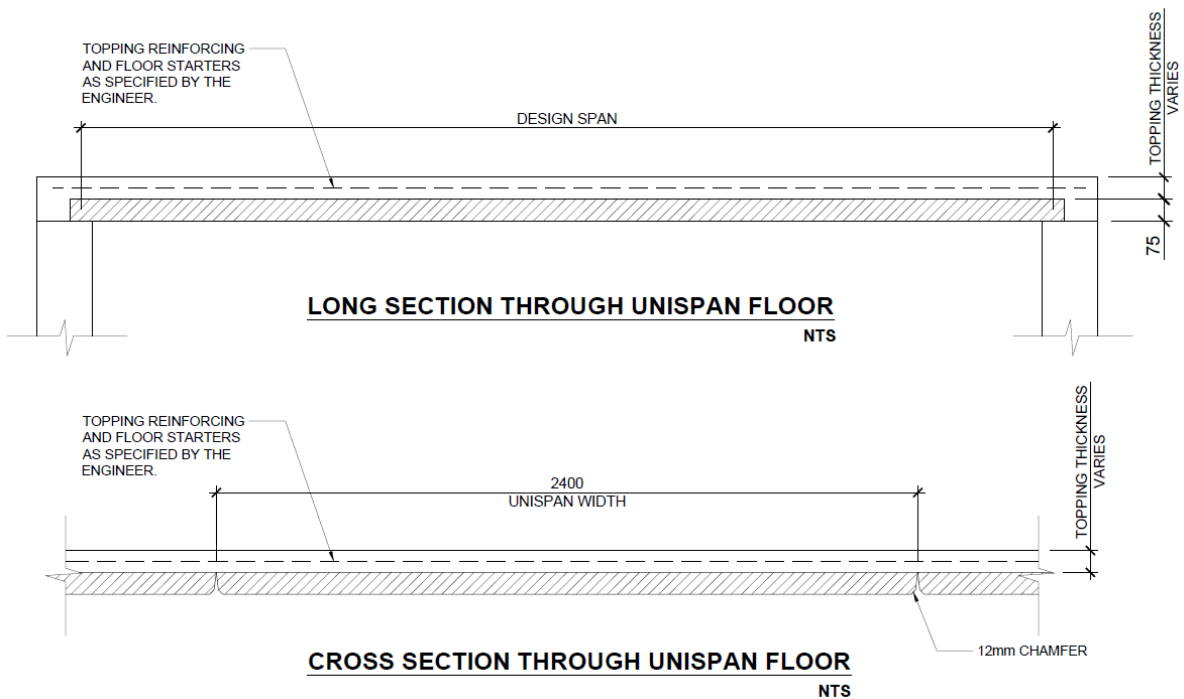 TOPPING REINFORCING
AND FLOOR STARTERS
AS SPECIFIED BY THE
ENGINEER.
DESIGN SPAN
TOPPING THICKNESS
VARIES
75
LONG SECTION THROUGH UNISPAN FLOOR
NTS
TOPPING REINFORCING
AND FLOOR STARTERS
AS SPECIFIED BY THE
ENGINEER.
2400
UNISPAN WIDTH
TOPPING THICKNESS
VARIES
12mm CHAMFER
CROSS SECTION THROUGH UNISPAN FLOOR
NTS